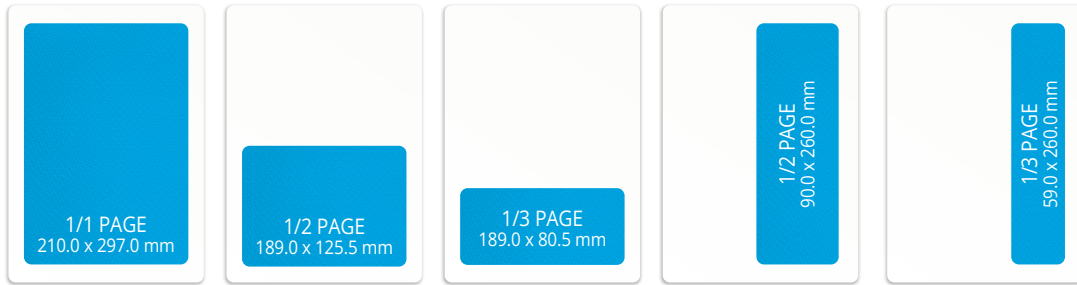 1/1 PAGE
210.0 x 297.0 mm
1/2 PAGE
189.0 x 125.5 mm
1/3 PAGE
189.0 x 80.5 mm
1/2 PAGE
90.0 x 260.0 mm
1/3 PAGE
59.0 x 260.0 mm